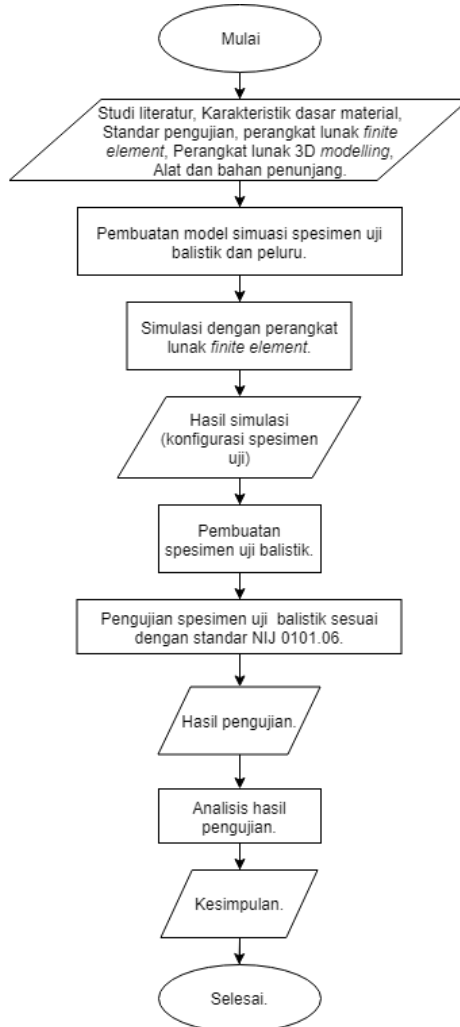 Mulai
Studi literatur, Karakteristik dasar material,
Standar pengujian, perangkat lunak finite
element, Perangkat lunak 3D modelling,
Alat dan bahan penunjang.
Pembuatan model simuasi spesimen uji
balistik dan peluru.
Simulasi dengan perangkat
lunak finite element.
Hasil simulasi
(konfigurasi spesimen
uji)
Pembuatan
spesimen uji balistik.
Pengujian spesimen uji balistik sesuai
dengan standar NIJ 0101.06.
Hasil pengujian.
Analisis hasil
pengujian.
Kesimpulan.
Selesai.